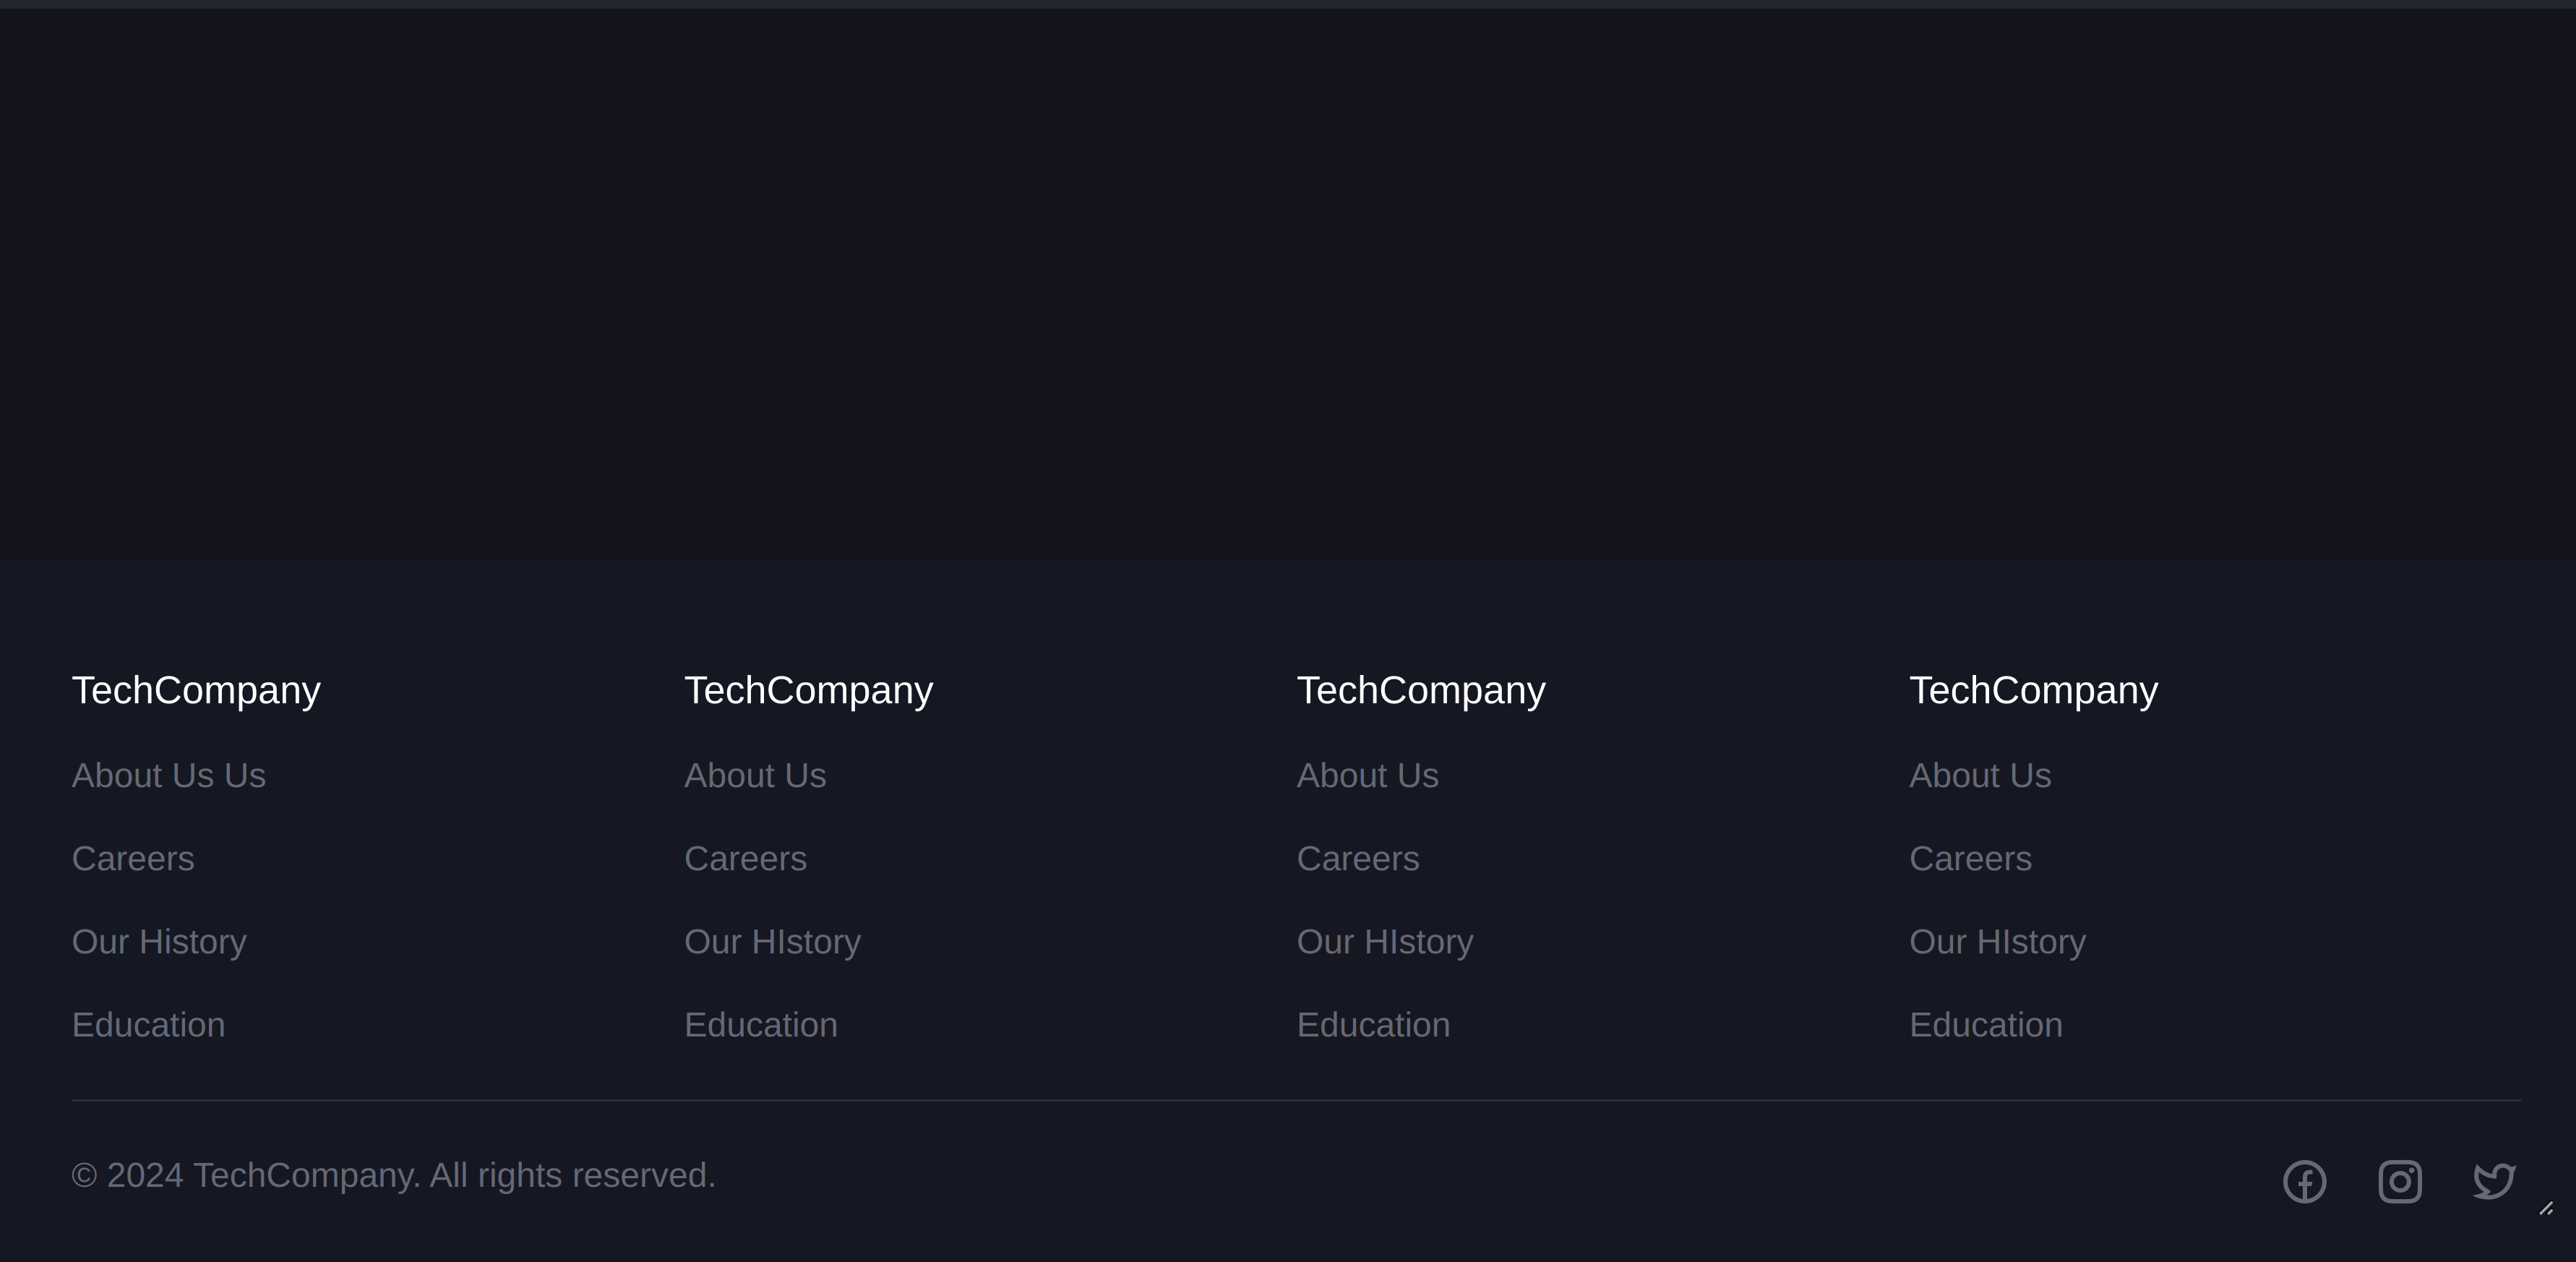 TechCompany
About Us Us
Careers
Our History
Education
TechCompany
About Us
Careers
Our HIstory
Education
TechCompany
About Us
Careers
Our HIstory
Education
TechCompany
About Us
Careers
Our HIstory
Education
© 2024 TechCompany. All rights reserved.